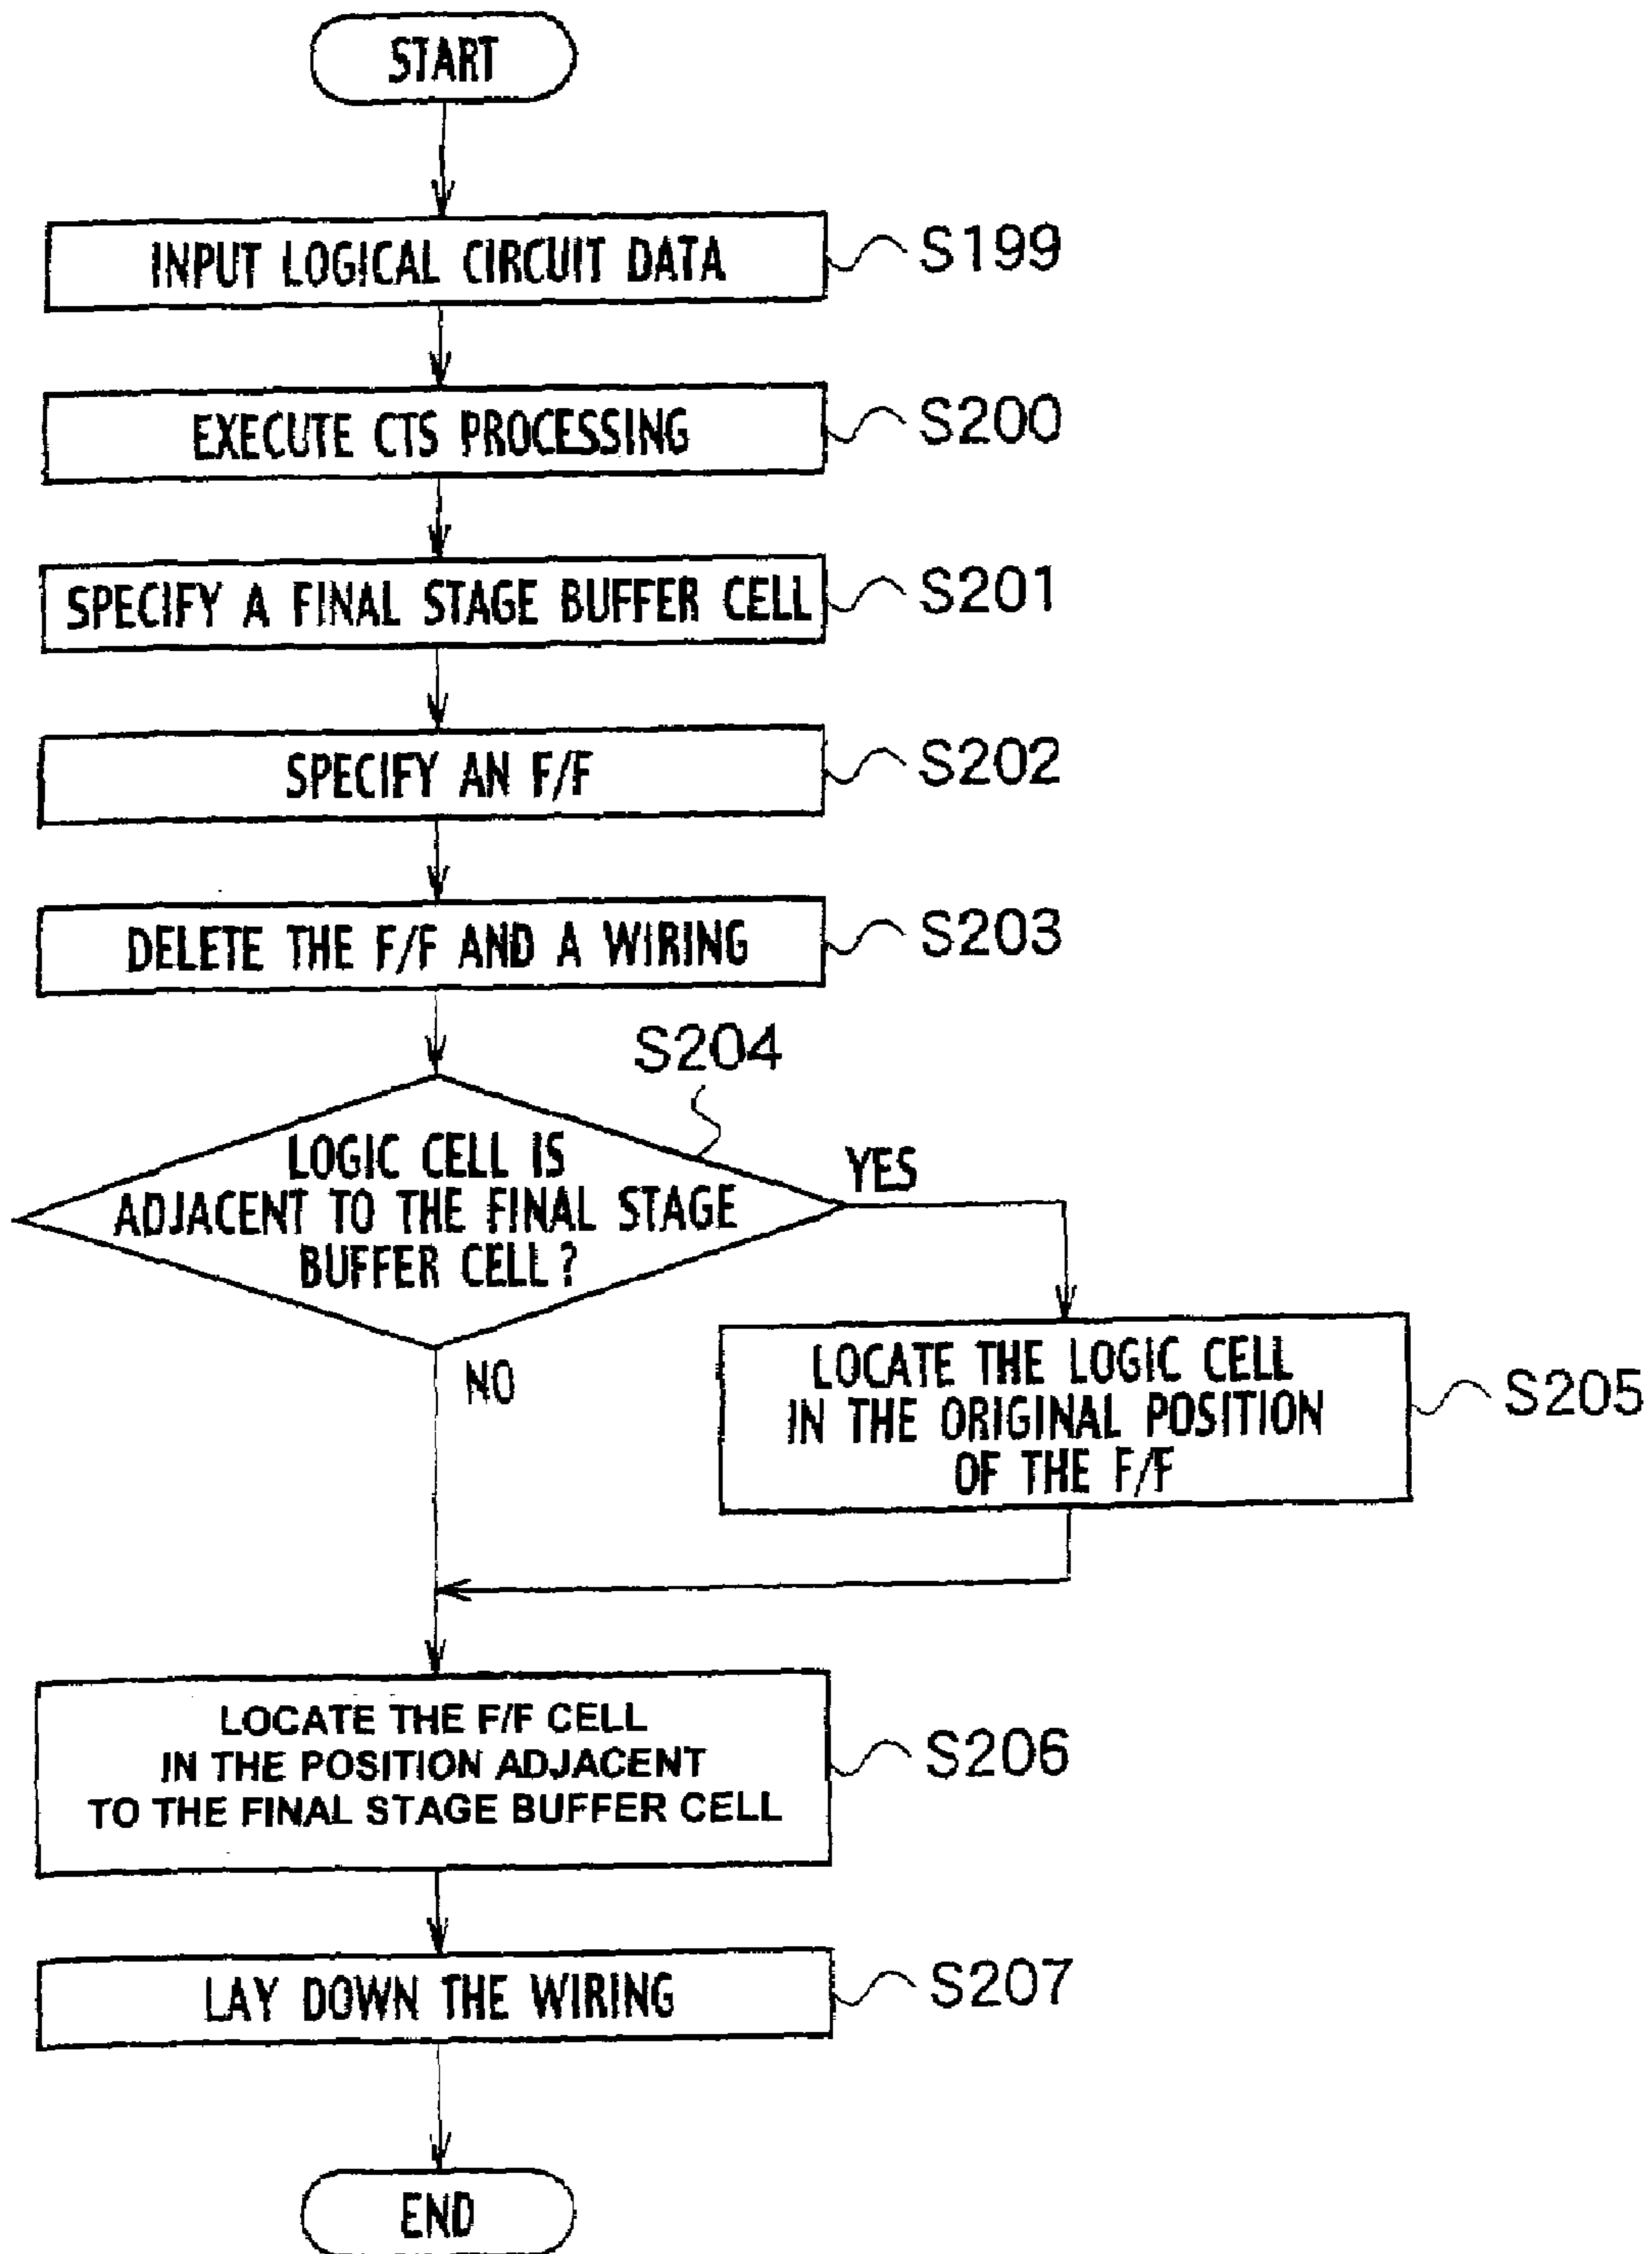 START
INPUT LOGICAL CIRCUIT DATA
S199
EXECUTE CTS PROCESSING
S200
SPECIFY A FINAL STAGE BUFFER CELL
S201
SPECIFY AN F/F
S202
DELETE THE F/F AND A WIRING
S203
S204
LOGIC CELL IS
ADJACENT TO THE FINAL STAGE
BUFFER CELL?
YES
NO
LOCATE THE LOGIC CELL
IN THE ORIGINAL POSITION
OF THE F/F
S205
LOCATE THE F/F CELL
IN THE POSITION ADJACENT
TO THE FINAL STAGE BUFFER CELL
S206
LAY DOWN THE WIRING
S207
END